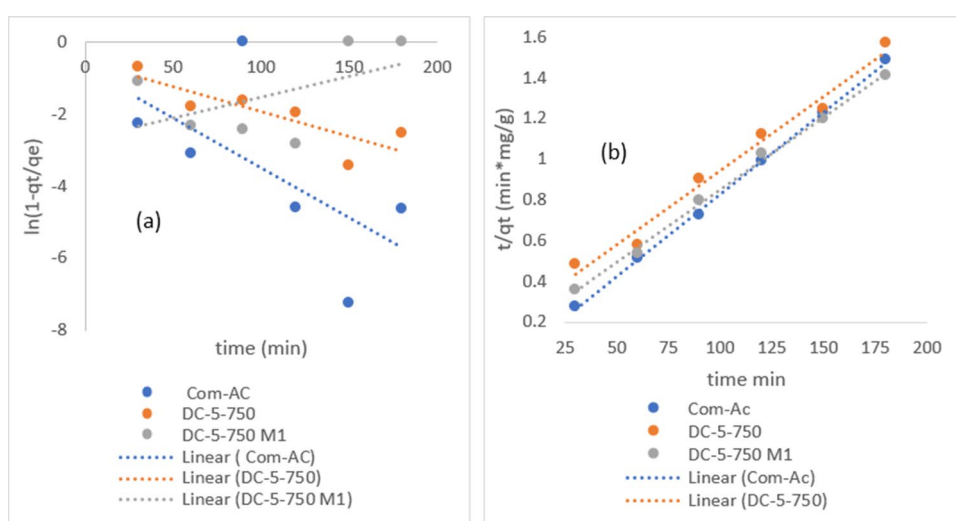 0
0
50
100
150
200
-2
-4
-6
-8
ln(1-qt/qe)
(a)
time (min)
Com-AC
DC-5-750
DC-5-750 M1
Linear ( Com-AC)
Linear (DC-5-750)
Linear (DC-5-750 M1)
1.6
1.4
1.2
1
0.8
0.6
0.4
0.2
t/qt (min*mg/g)
(b)
25
50
75
100
125
150
175
200
time min
Com-Ac
DC-5-750
DC-5-750 M1
Linear (Com-Ac)
Linear (DC-5-750)